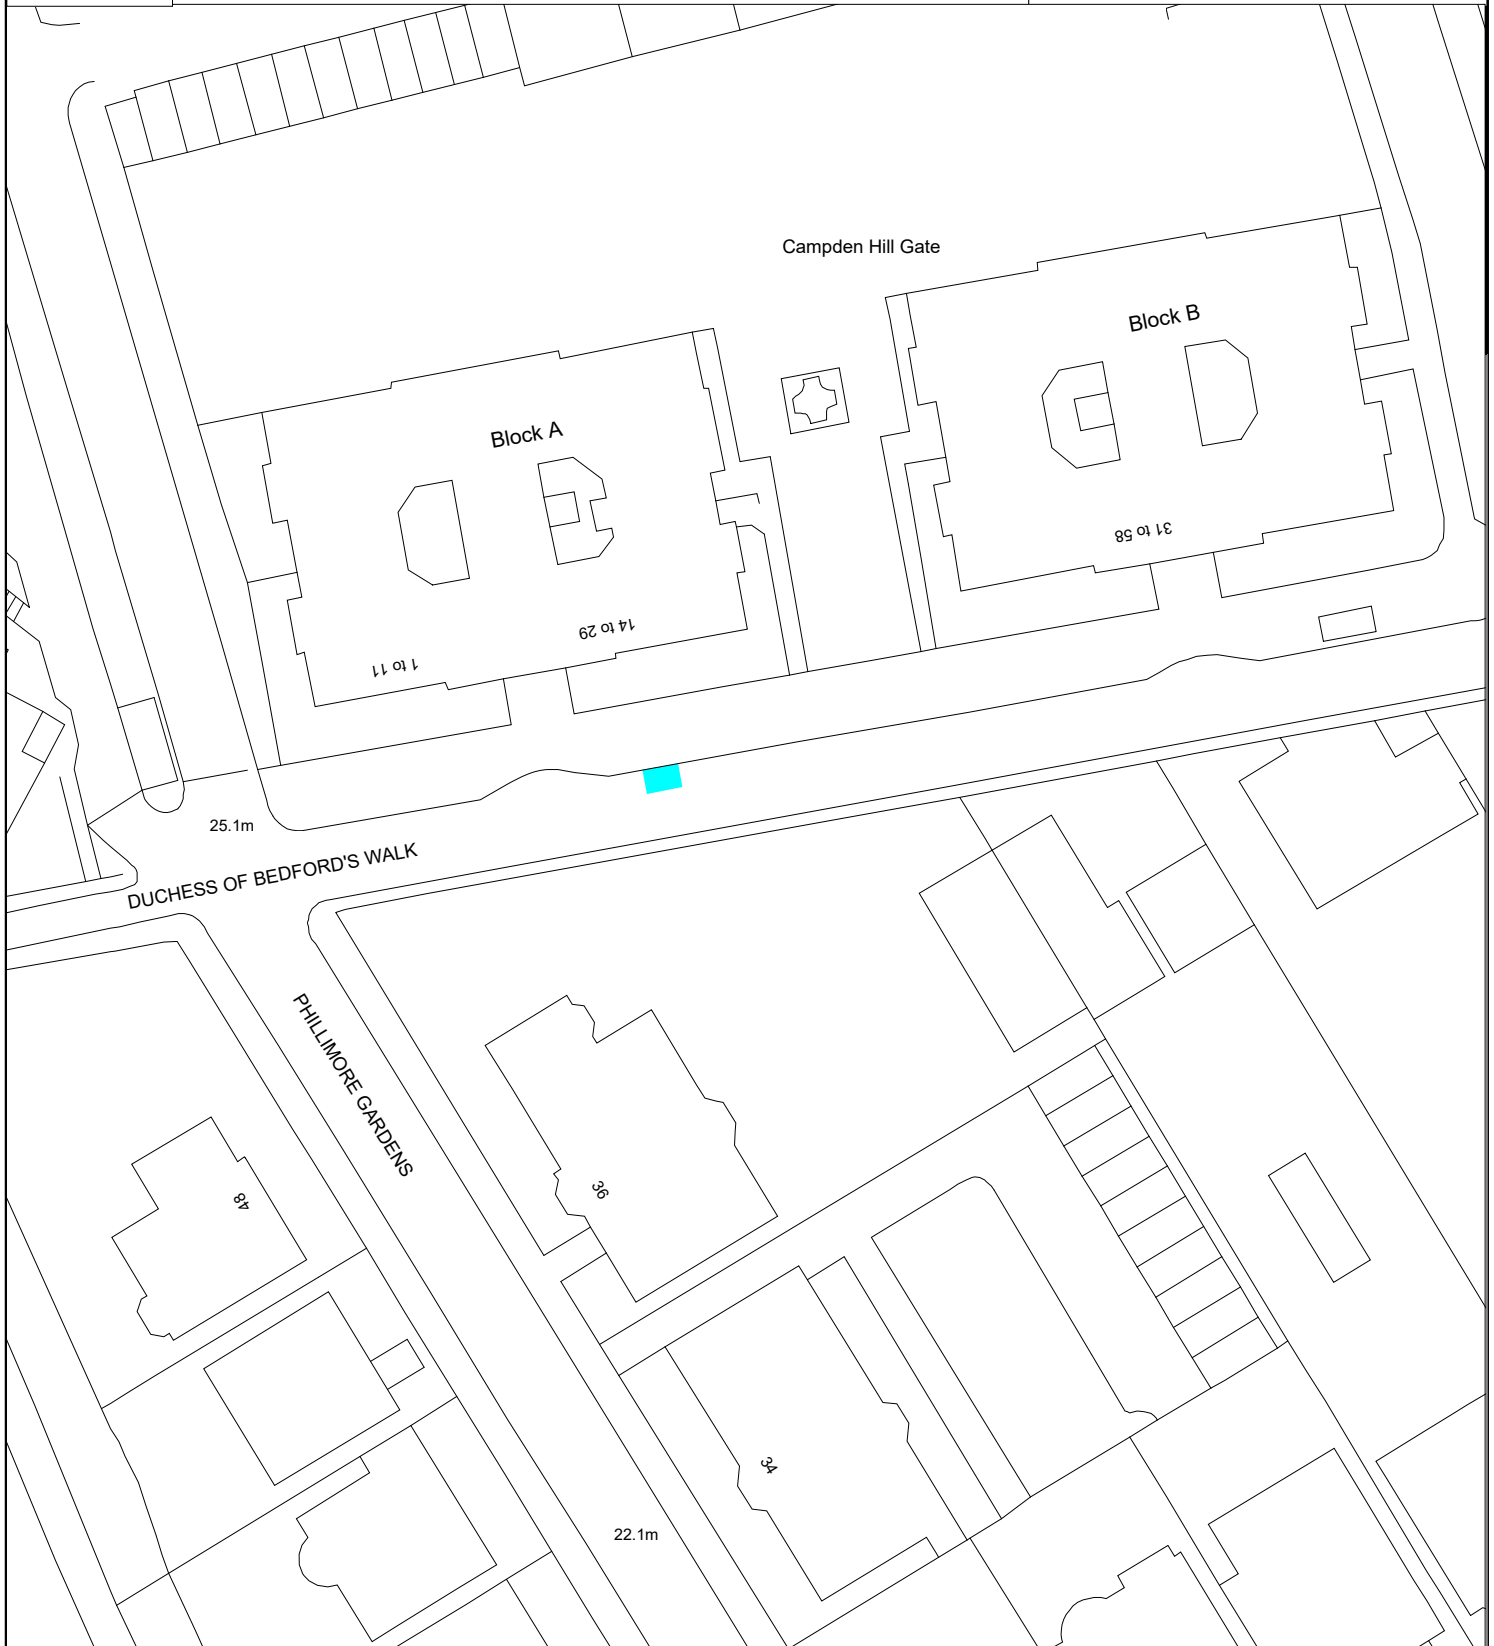 Campden Hill Gate
Block B
Block A
31 to 58
14 to 29
1 to 11
25.1m
DUCHESS OF BEDFORD'S WALK
PHILLIMORE GARDENS
48
36
34
22.1m